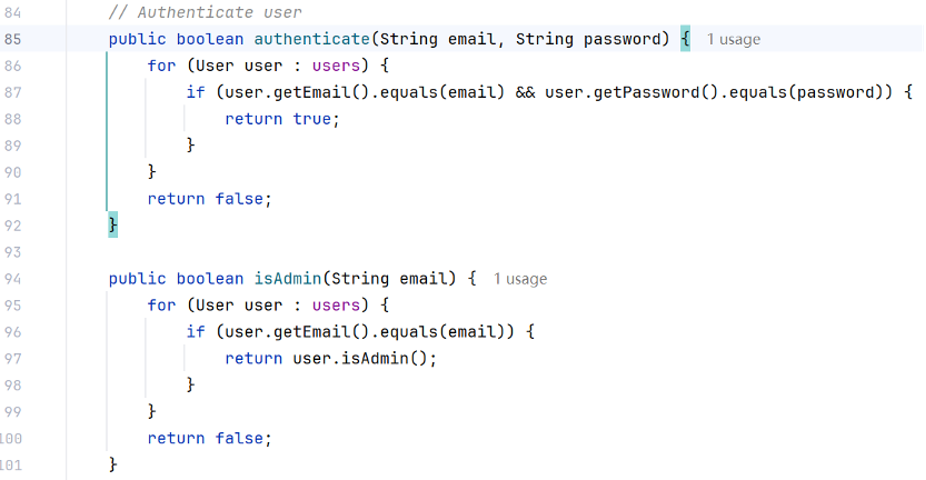 84 // Authenticate user
85 public boolean authenticate(String email, String password) { 1 usage
86 for (User user : users) {
87 if (user.getEmail().equals(email) && user.getPassword().equals(password)) {
88 return true;
89 }
90 }
91 return false;
92 }
93
94 public boolean isAdmin(String email) { 1 usage
95 for (User user : users) {
96 if (user.getEmail().equals(email)) {
97 return user.isAdmin();
98 }
99 }
100 return false;
101 }